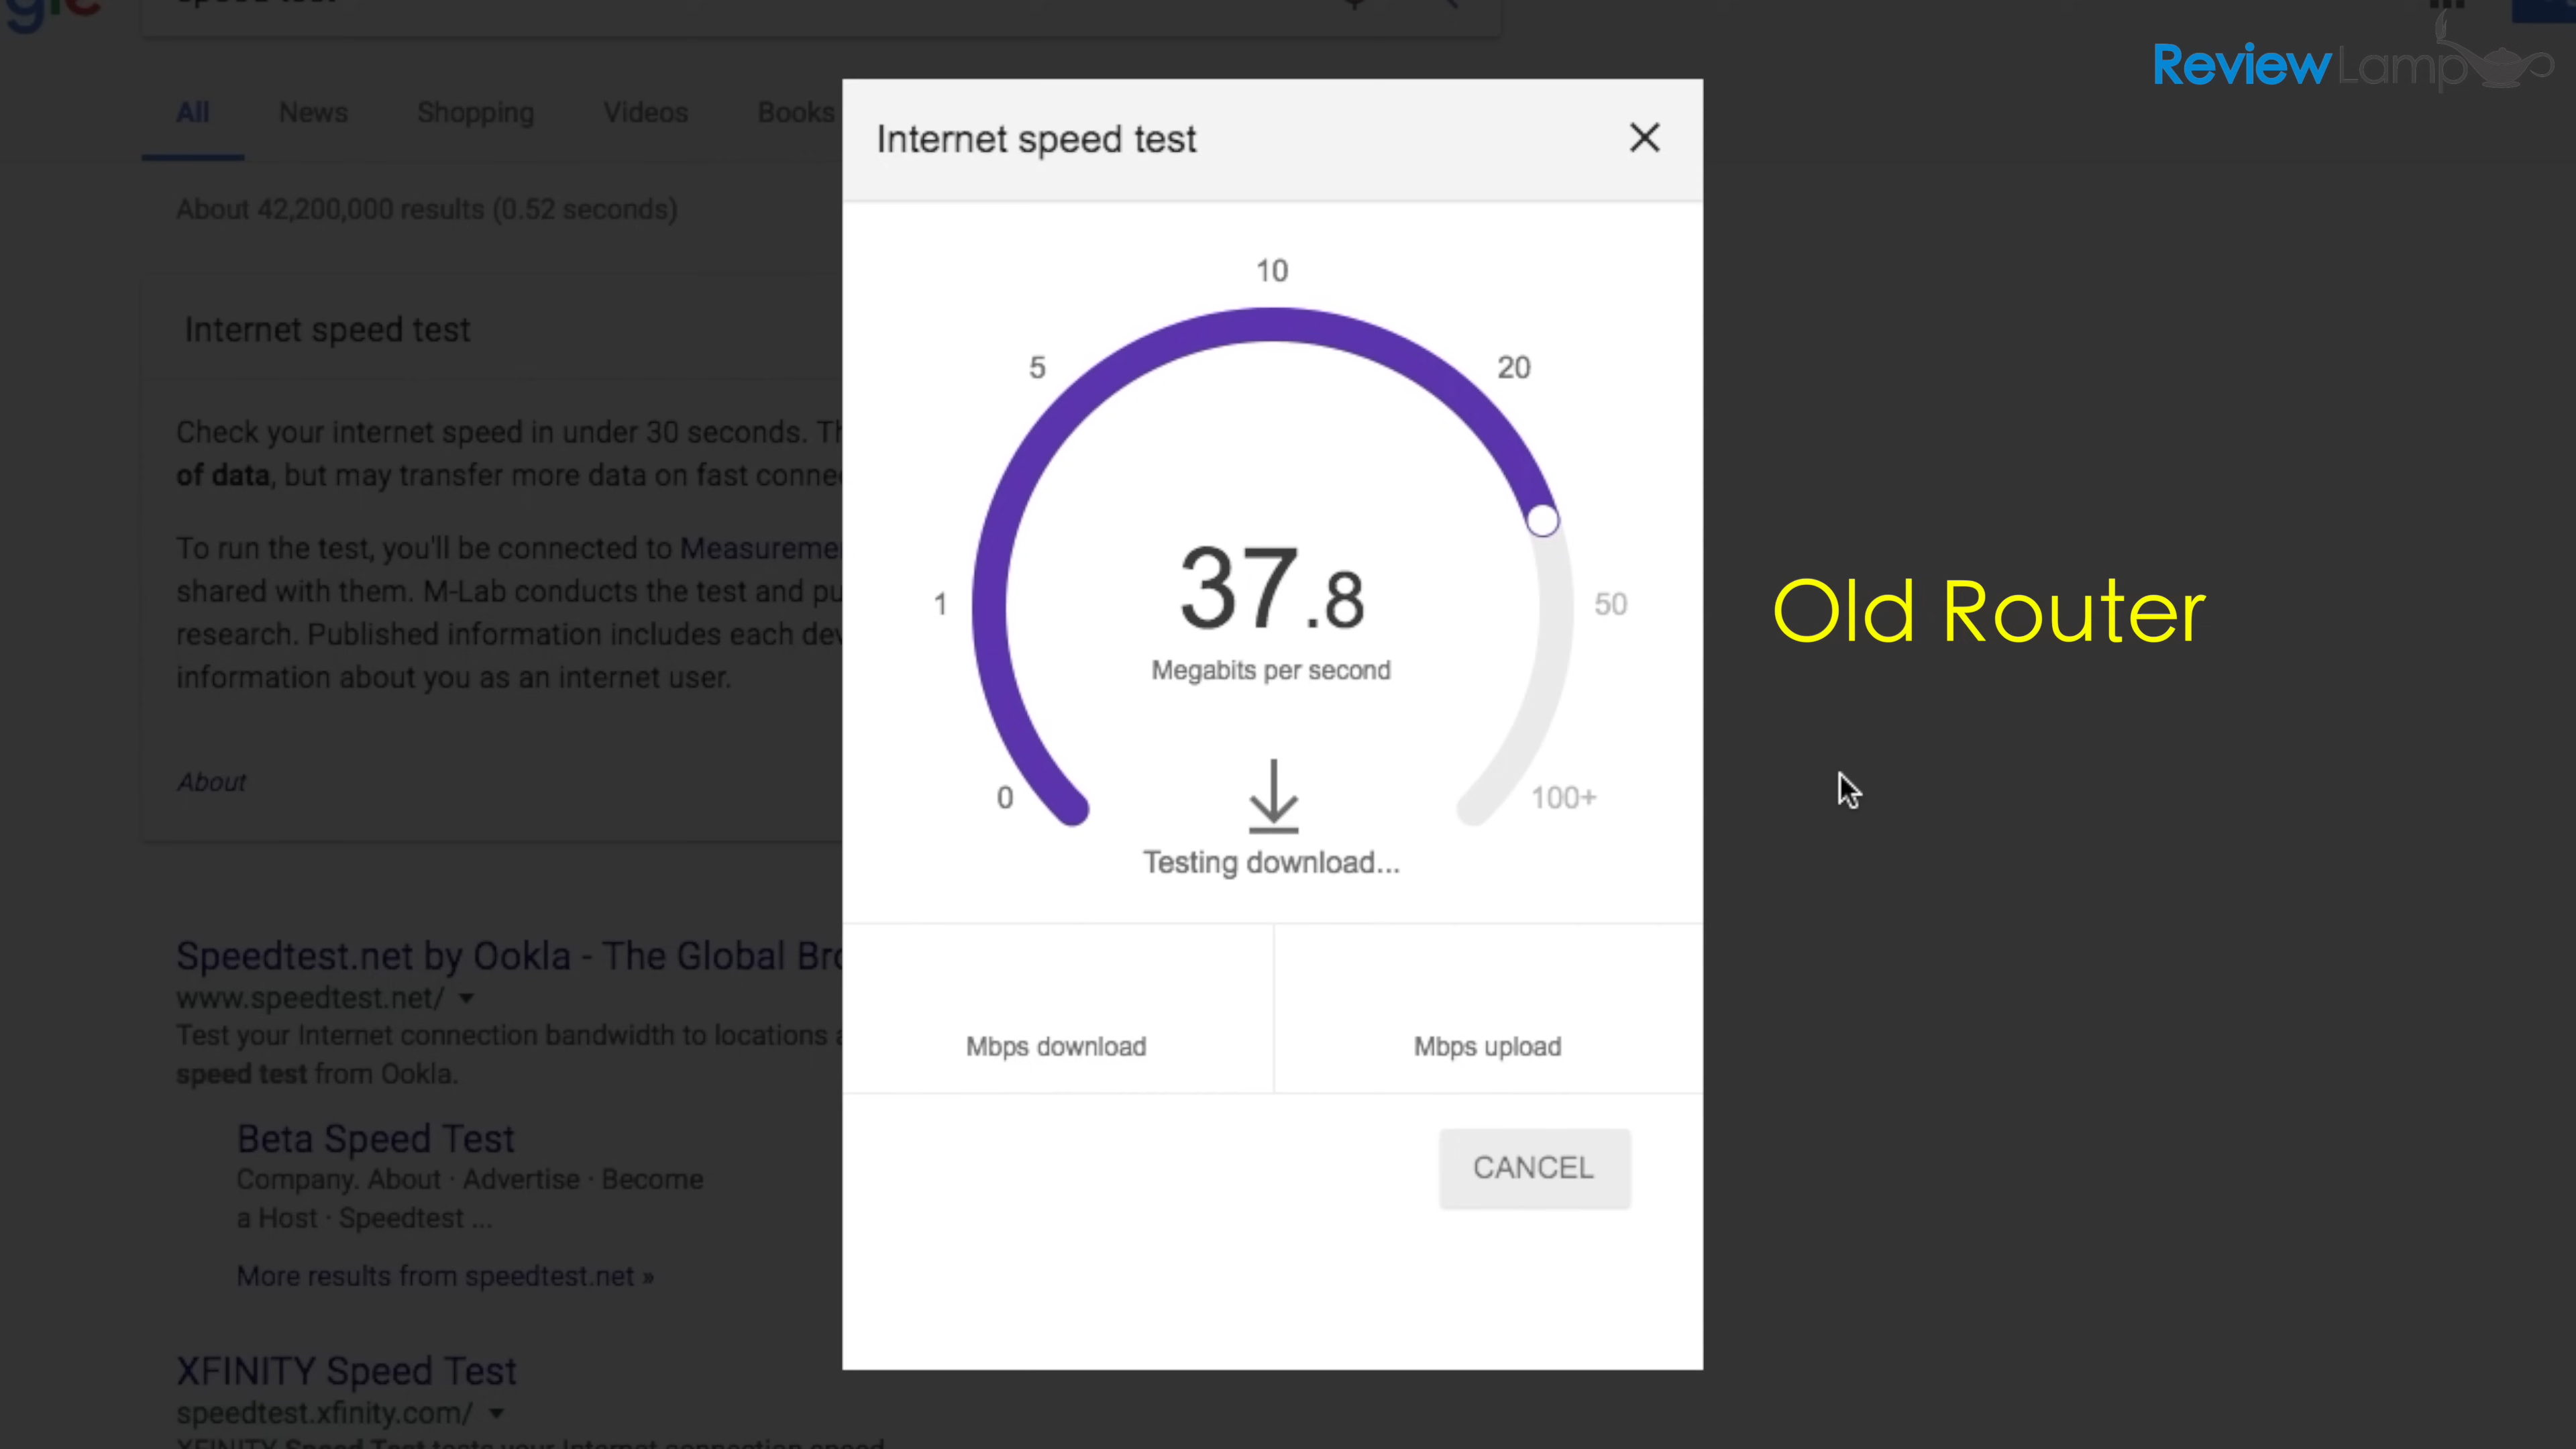 All
News
Shopping
Videos
Books
ReviewLamp
Internet speed test
About 42,200,000 results (0.52 seconds)
Internet speed test
Check your internet speed in under 30 seconds.
of data, but may transfer more data on fast
To run the test, you'll be connected to
shared with them. M-Lab conducts the test and
research. Published information includes each
information about you as an internet user.
About
10
5
20
1
50
0
100+
37.8
Megabits per second
Testing download...
Mbps download
Mbps upload
CANCEL
Old Router
Speedtest.net by Ookla - The Global
www.speedtest.net/
Test your Internet connection bandwidth to locations
speed test from Ookla.
Beta Speed Test
Company. About · Advertise · Become
a Host · Speedtest ...
More results from speedtest.net »
XFINITY Speed Test
speedtest.xfinity.com/